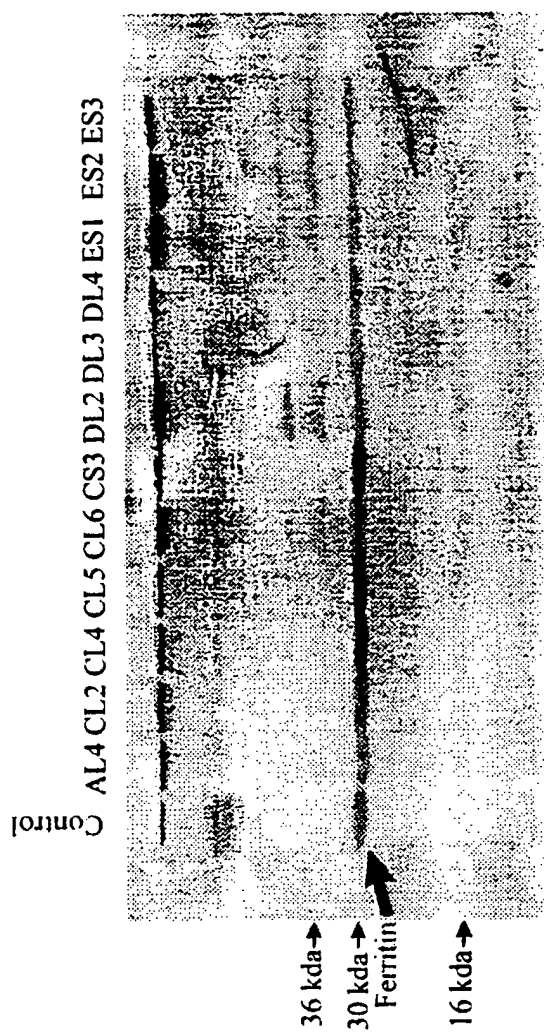 Control
AL4 CL2 CL4 CL5 CL6 CS3 DL2 DL3 DL4 ES1 ES2 ES3
36 kda→
30 kda→
Ferritin
16 kda→